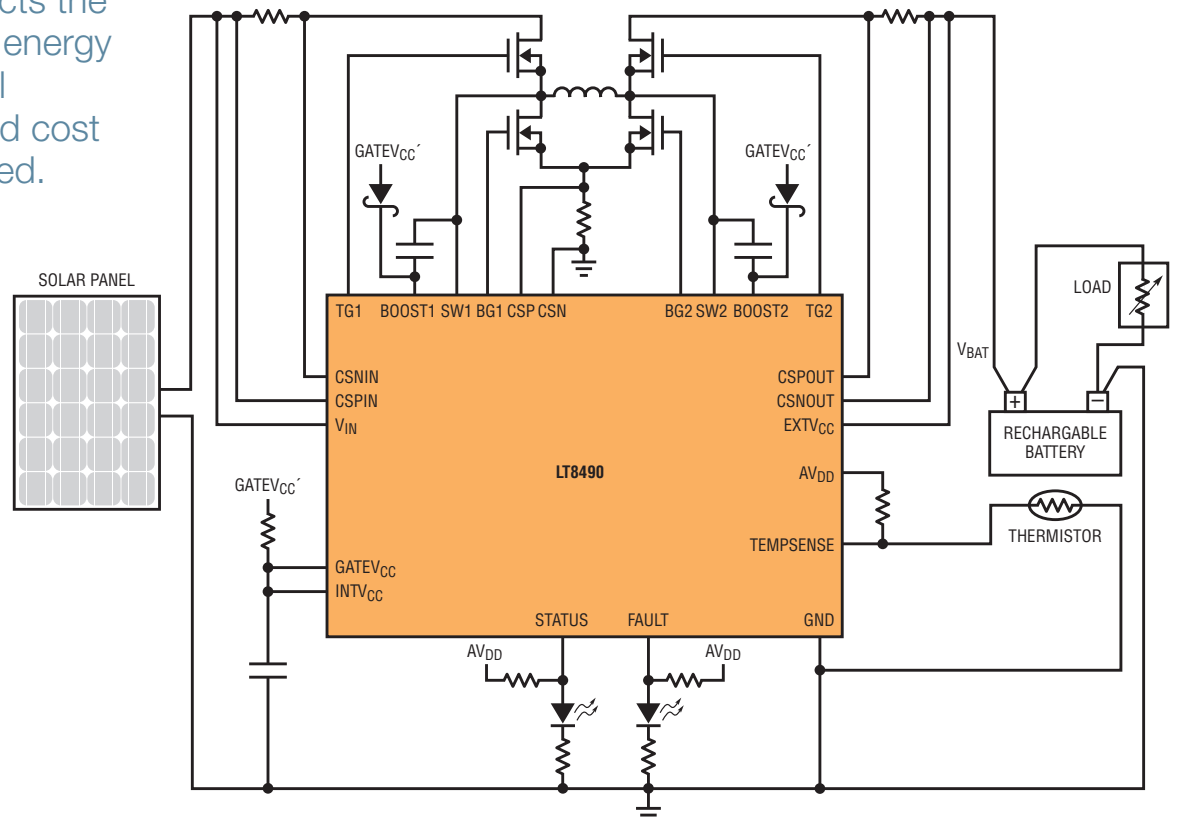 cts the
energy
l
d cost
ed.
GATEVCC´
GATEVCC´
SOLAR PANEL
TG1 BOOST1 SW1 BG1 CSP CSN BG2 SW2 BOOST2 TG2
LOAD
VBAT
CSNIN
CSPIN
VIN
CSPOUT
CSNOUT
EXTVCC
+
−
RECHARGABLE
BATTERY
LT8490
AVDD
GATEVCC´
THERMISTOR
TEMPSENSE
GATEVCC
INTVCC
STATUS FAULT GND
AVDD
AVDD